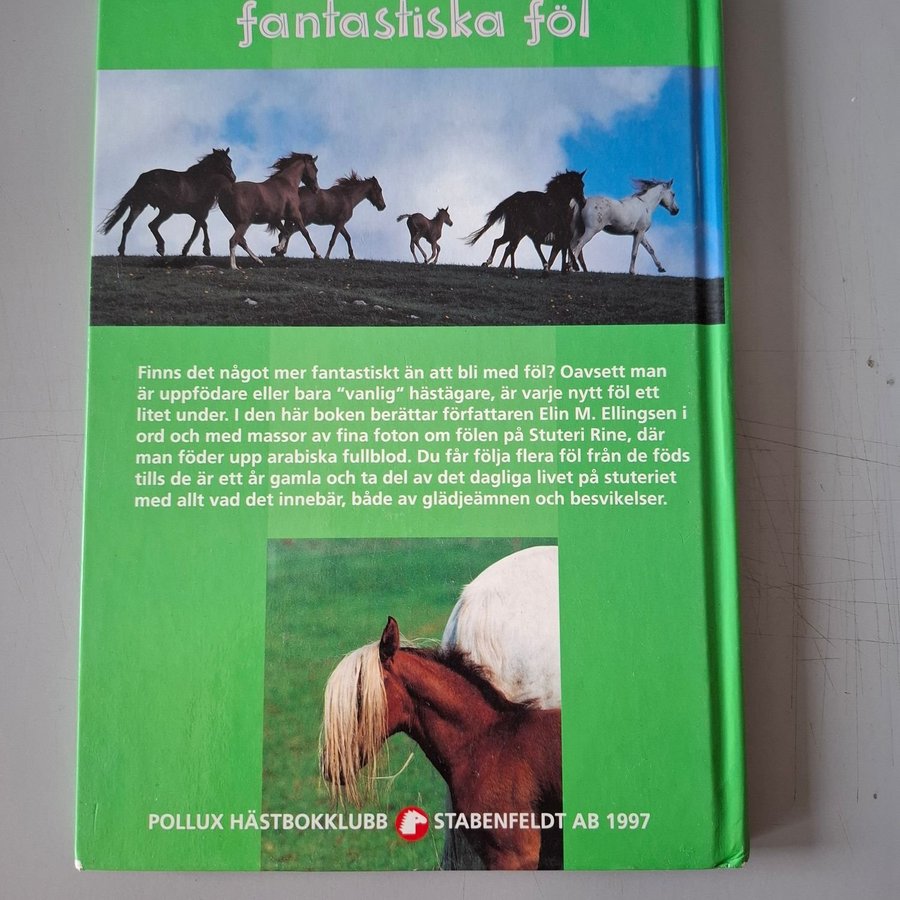 fantastiska föl
Finns det något mer fantastiskt än att bli med föl? Oavsett man
är uppfödare eller bara ”vanlig” hästägare, är varje nytt föl ett
litet under. I den här boken berättar författaren Elin M. Ellingsen i
ord och med massor av fina foton om fölen på Stuteri Rine, där
man föder upp arabiska fullblod. Du får följa flera föl från de föds
tills de är ett år gamla och ta del av det dagliga livet på stuteriet
med allt vad det innebär, både av glädjeämnen och besvikelser.
POLLUX HÄSTBOKKLUBB STABENFELDT AB 1997